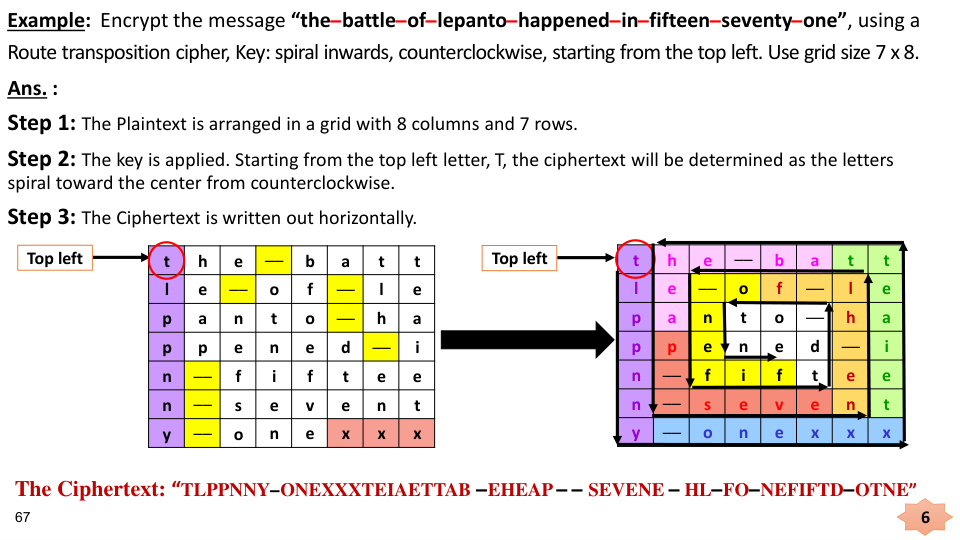 Example: Encrypt the message “the–battle–of–lepanto–happened–in–fifteen–seventy–one”, using a
Route transposition cipher, Key: spiral inwards, counterclockwise, starting from the top left. Use grid size 7 x 8.
Ans. :
Step 1: The Plaintext is arranged in a grid with 8 columns and 7 rows.
Step 2: The key is applied. Starting from the top left letter, T, the ciphertext will be determined as the letters
spiral toward the center from counterclockwise.
Step 3: The Ciphertext is written out horizontally.
Top left
t h e — b a t t
l e — o f — l e
p a n t o — h a
p p e n e d — i
n — f i f t e e
n — s e v e n t
y — o n e x x x
Top left
t h e — b a t t
l e — o f — l e
p a n t o — h a
p p e n e d — i
n — f i f t e e
n — s e v e n t
y — o n e x x x
The Ciphertext: “TLPPNNY–ONEXXXTEIAETTAB –EHEAP – – SEVENE – HL–FO–NEFIFTD–OTNE”
67
6